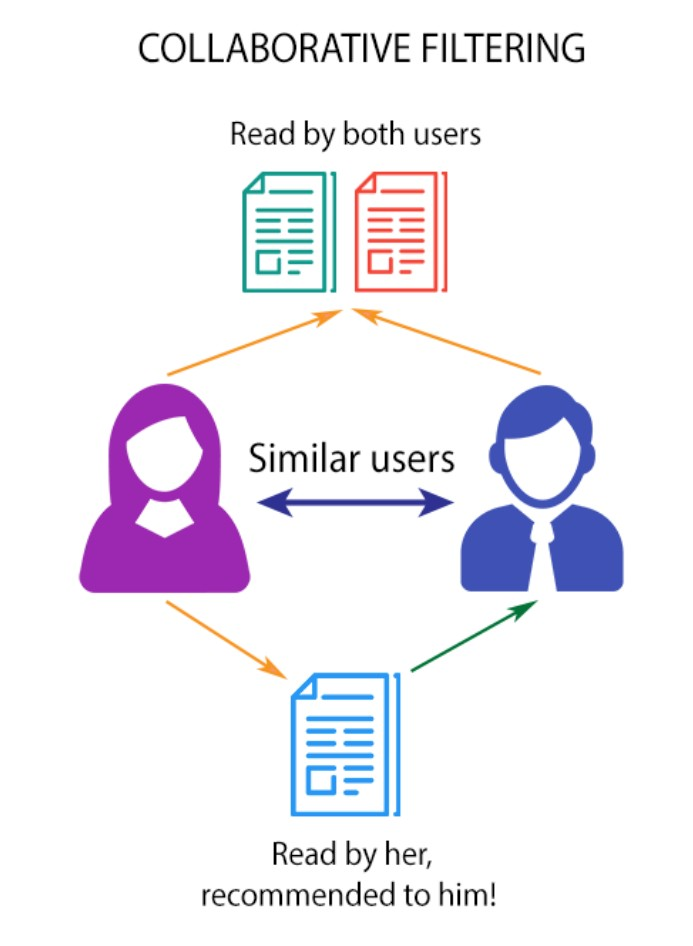 COLLABORATIVE FILTERING
Read by both users
Similar users
Read by her,
recommended to him!